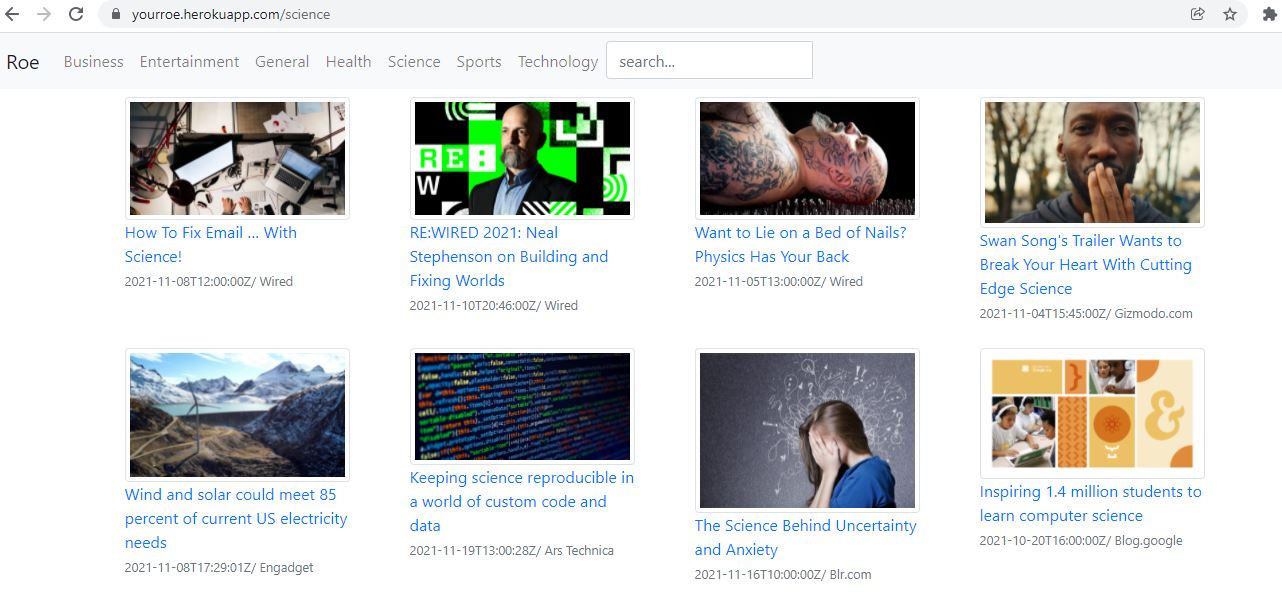 yourroe.herokuapp.com/science
Roe Business Entertainment General Health Science Sports Technology search...
RE:
W
How To Fix Email ... With
Science!
2021-11-08T12:00:00Z/ Wired
RE:WIRED 2021: Neal
Stephenson on Building and
Fixing Worlds
2021-11-10T20:46:00Z/ Wired
Want to Lie on a Bed of Nails?
Physics Has Your Back
2021-11-05T13:00:00Z/ Wired
Swan Song's Trailer Wants to
Break Your Heart With Cutting
Edge Science
2021-11-04T15:45:00Z/ Gizmodo.com
Wind and solar could meet 85
percent of current US electricity
needs
2021-11-08T17:29:01Z/ Engadget
Keeping science reproducible in
a world of custom code and
data
2021-11-19T13:00:28Z/ Ars Technica
The Science Behind Uncertainty
and Anxiety
2021-11-16T10:00:00Z/ Blr.com
&
Inspiring 1.4 million students to
learn computer science
2021-10-20T16:00:00Z/ Blog.google